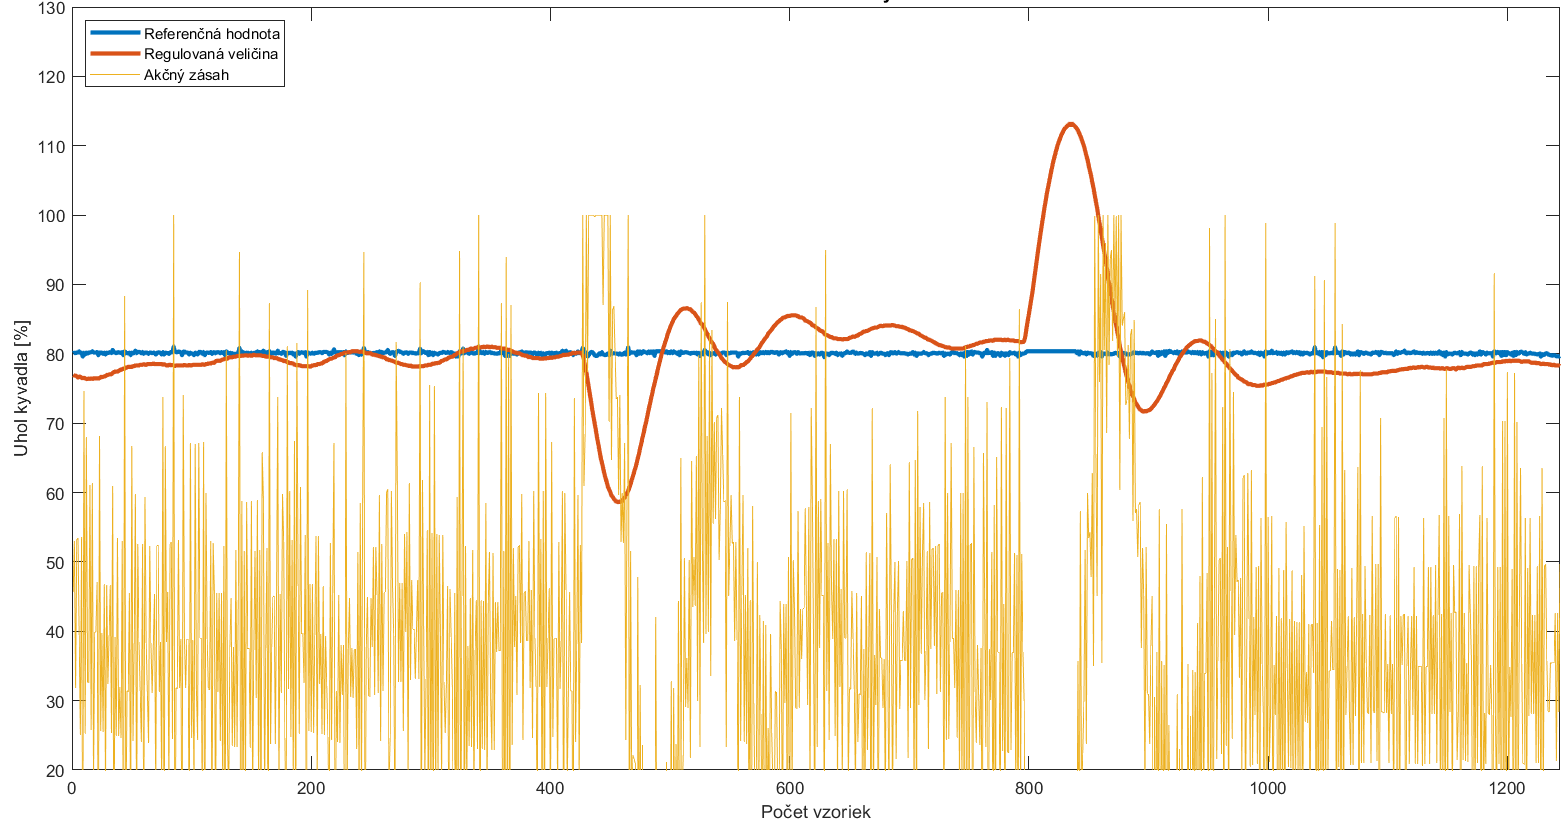 Referenčná hodnota
Regulovaná veličina
Akčný zásah
130
120
110
100
90
80
70
60
50
40
30
20
Uhol kyvadla [%]
0 200 400 600 800 1000 1200
Počet vzoriek